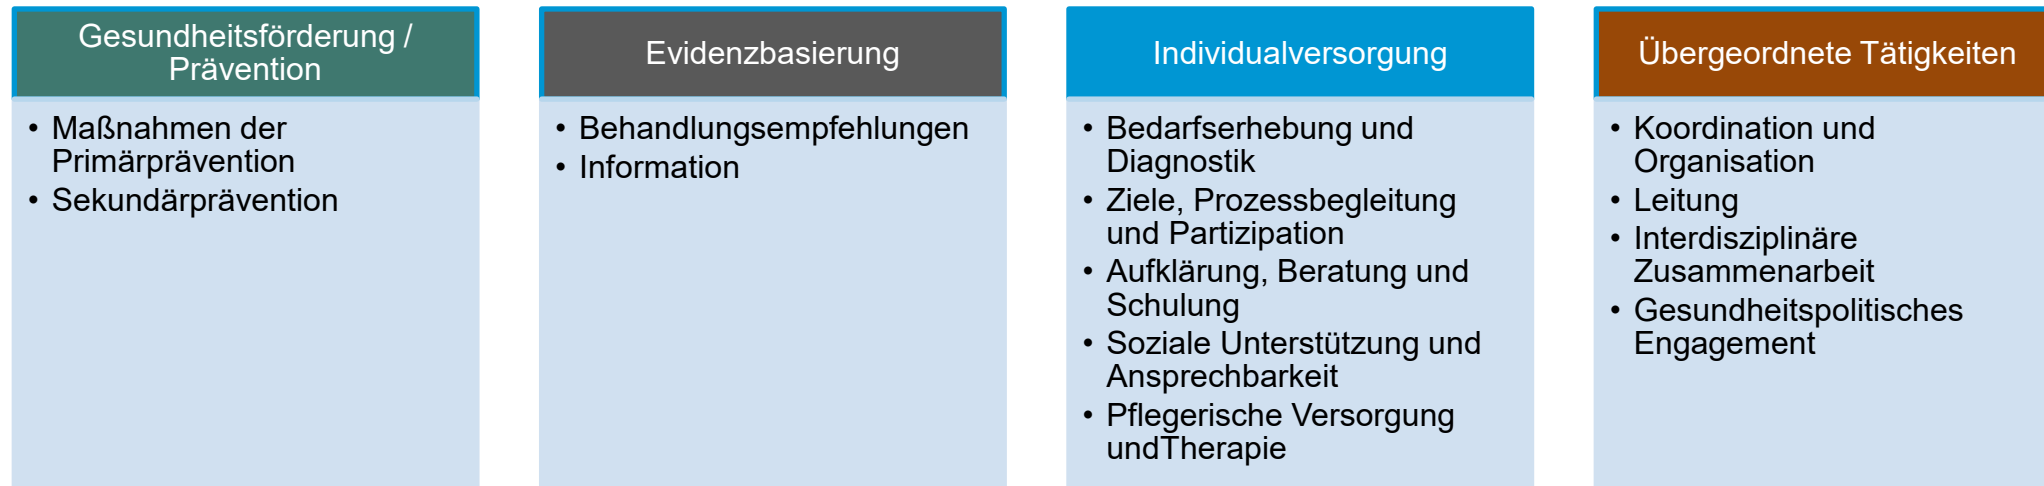 Gesundheitsförderung /
Prävention
• Maßnahmen der
Primärprävention
• Sekundärprävention
Evidenzbasierung
• Behandlungsempfehlungen
• Information
Individualversorgung
• Bedarfserhebung und
Diagnostik
• Ziele, Prozessbegleitung
und Partizipation
• Aufklärung, Beratung und
Schulung
• Soziale Unterstützung und
Ansprechbarkeit
• Pflegerische Versorgung
undTherapie
Übergeordnete Tätigkeiten
• Koordination und
Organisation
• Leitung
• Interdisziplinäre
Zusammenarbeit
• Gesundheitspolitisches
Engagement